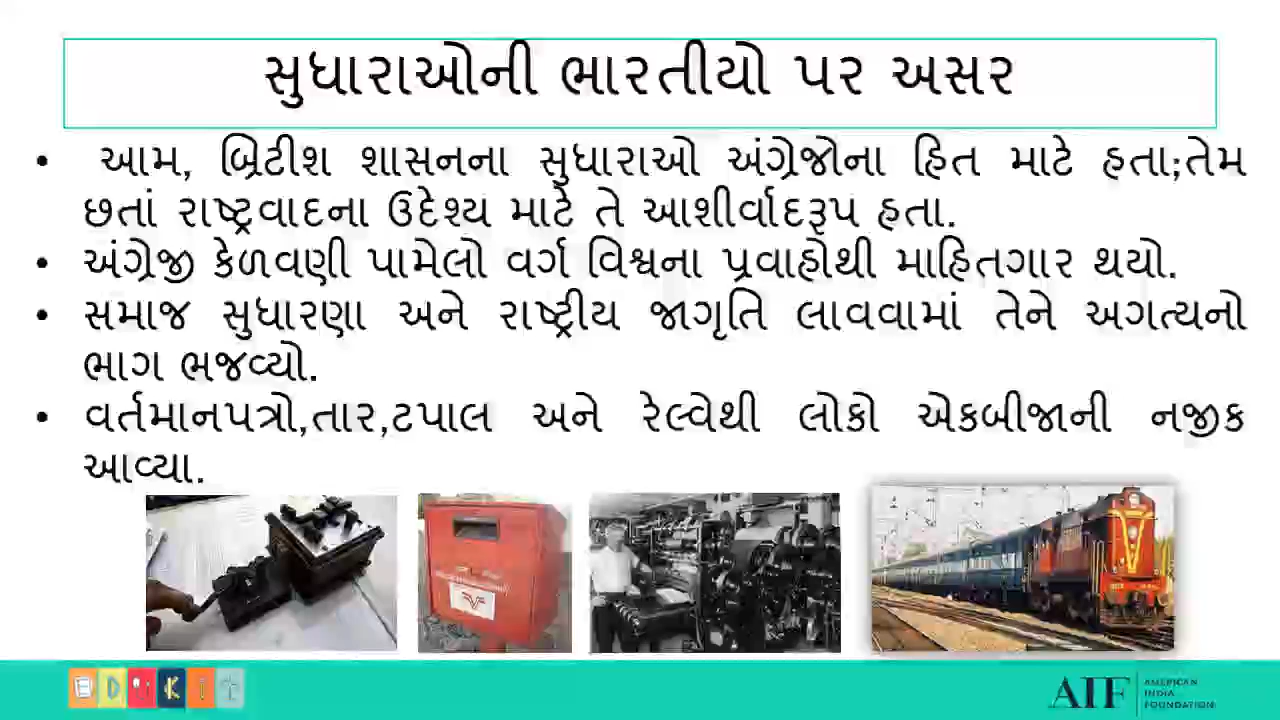 સુધારાઓની ભારતીયો પર અસર
• આમ, બ્રિટીશ શાસનના સુધારાઓ અંગ્રેજોના હિત માટે હતા;તેમ
છતાં રાષ્ટ્રવાદના ઉદેશ્ય માટે તે આશીર્વાદરૂપ હતા.
• અંગ્રેજી કેળવણી પામેલો વર્ગ વિશ્વના પ્રવાહોથી માહિતગાર થયો.
• સમાજ સુધારણા અને રાષ્ટ્રીય જાગૃતિ લાવવામાં તેને અગત્યનો
ભાગ ભજવ્યો.
• વર્તમાનપત્રો,તાર,ટપાલ અને રેલ્વેથી લોકો એકબીજાની નજીક
આવ્યા.
EDUKIT
AIF
AMERICAN
INDIA
FOUNDATION